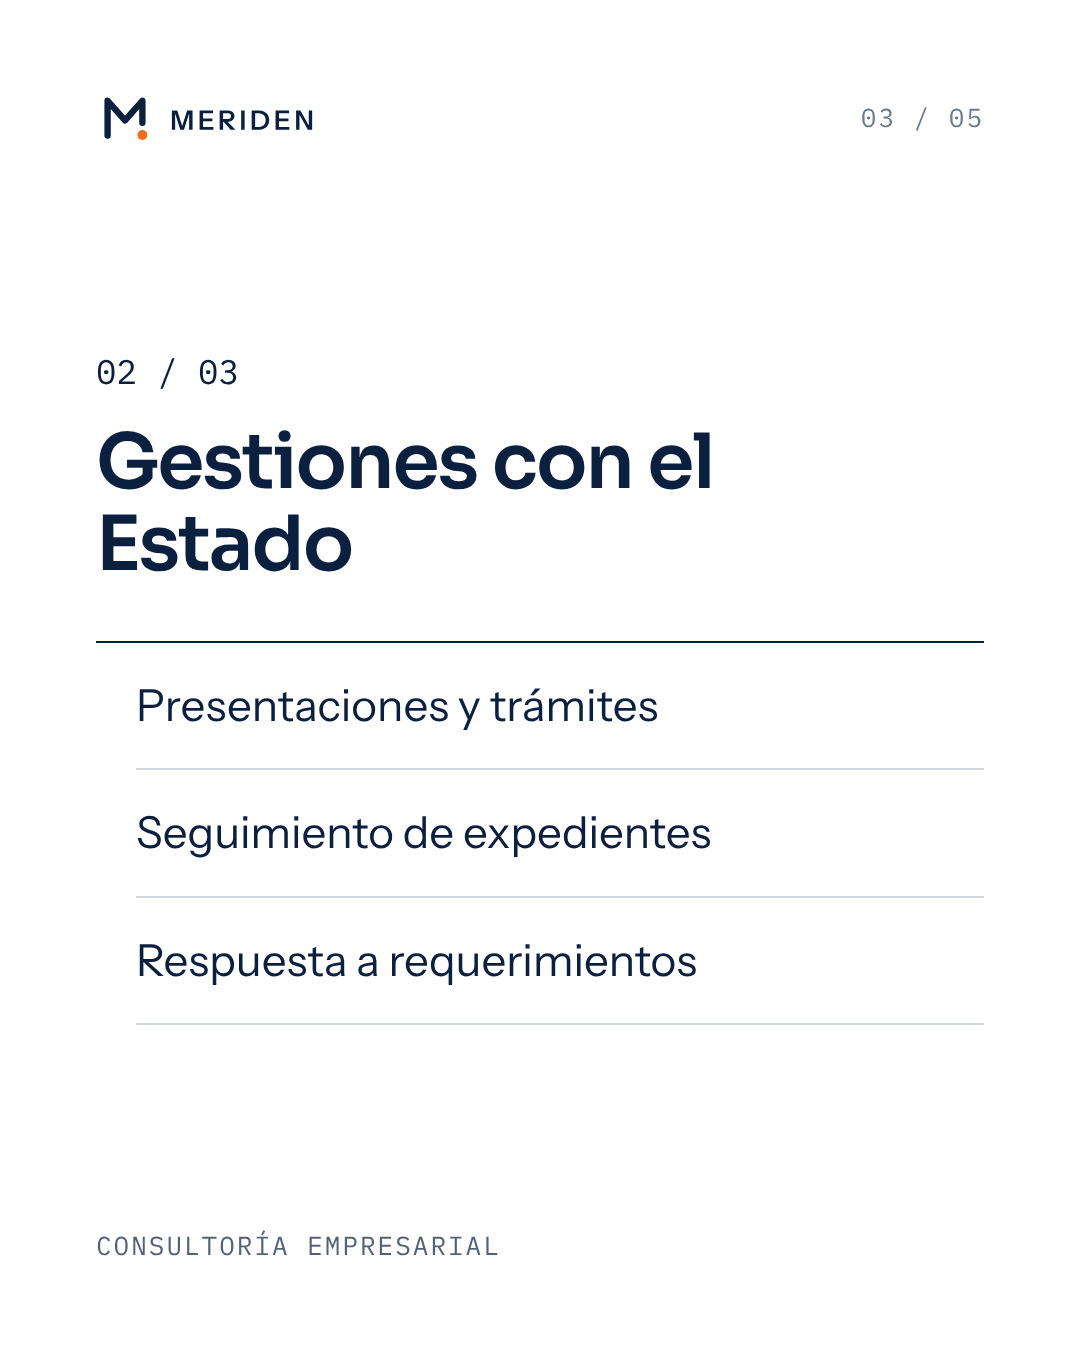 MERIDEN
03 / 05
02 / 03
Gestiones con el
Estado
Presentaciones y trámites
Seguimiento de expedientes
Respuesta a requerimientos
CONSULTORÍA EMPRESARIAL